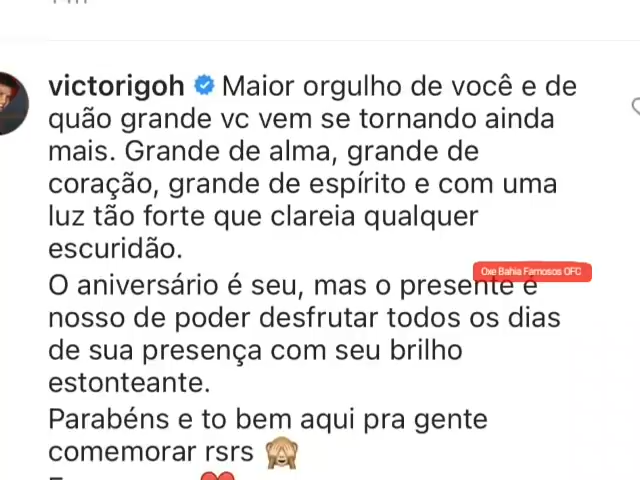 victorigoh Maior orgulho de você e de
quão grande vc vem se tornando ainda
mais. Grande de alma, grande de
coração, grande de espírito e com uma
luz tão forte que clareia qualquer
escuridão.
Oxe Bahia Famosos OFC
O aniversário é seu, mas o presente é
nosso de poder desfrutar todos os dias
de sua presença com seu brilho
estonteante.
Parabéns e to bem aqui pra gente
comemorar rsrs 🙈